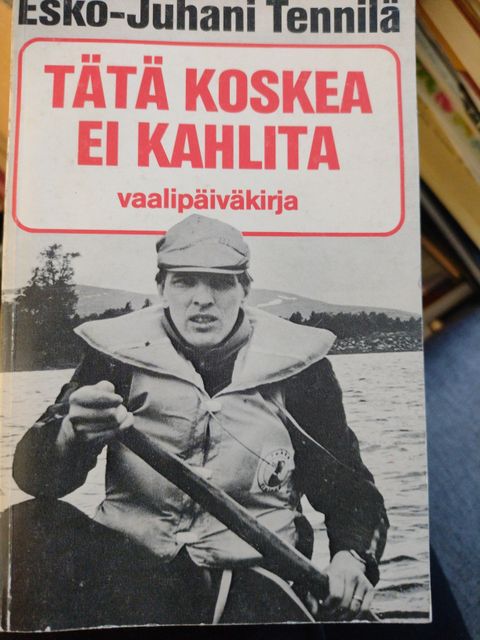 Esko-Juhani Tennilä
TÄTÄ KOSKEA
EI KAHLITA
vaalipäiväkirja